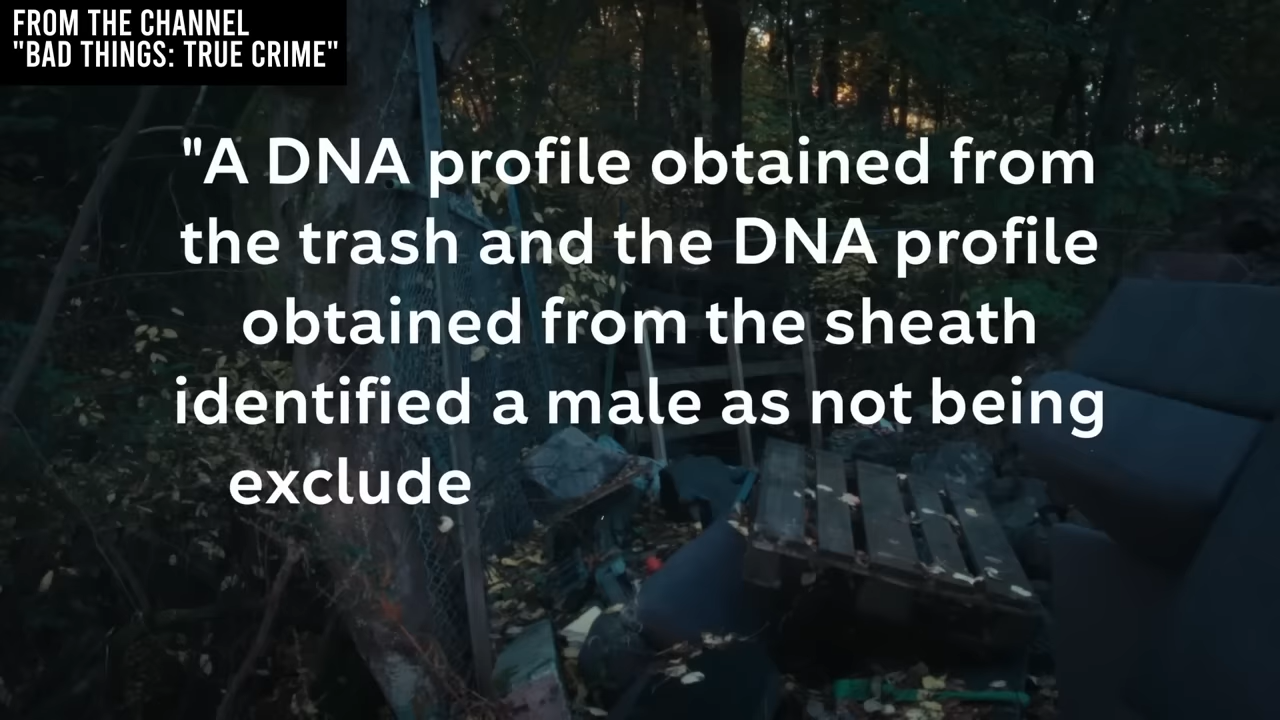 FROM THE CHANNEL
"BAD THINGS: TRUE CRIME"
"A DNA profile obtained from
the trash and the DNA profile
obtained from the sheath
identified a male as not being
exclude